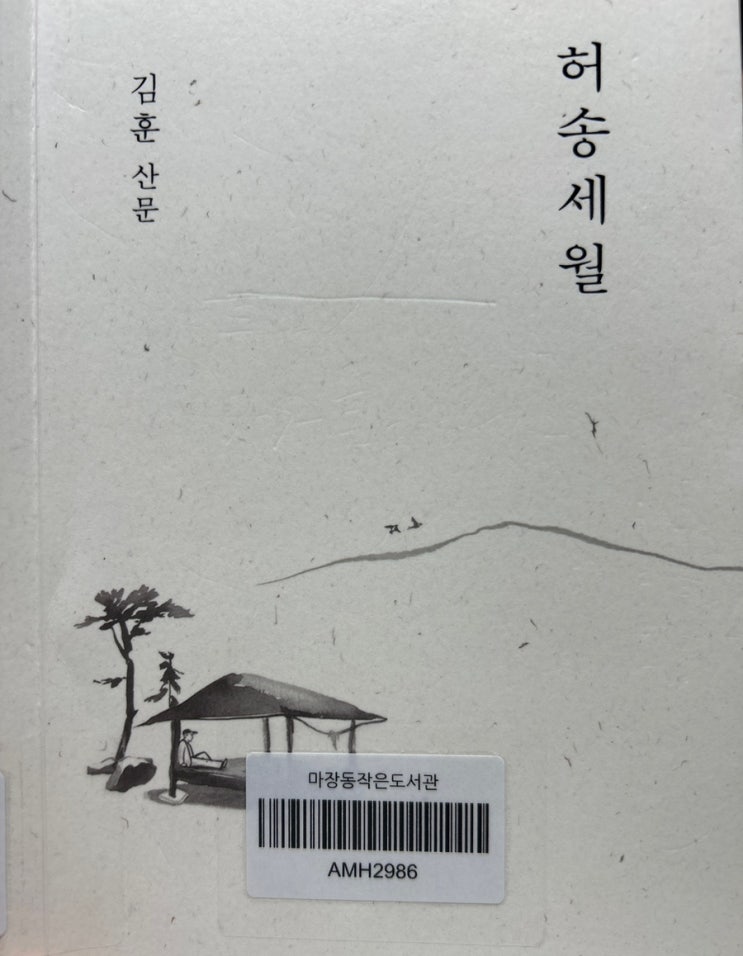 허송세월
김훈 산문
마장동작은도서관
AMH2986